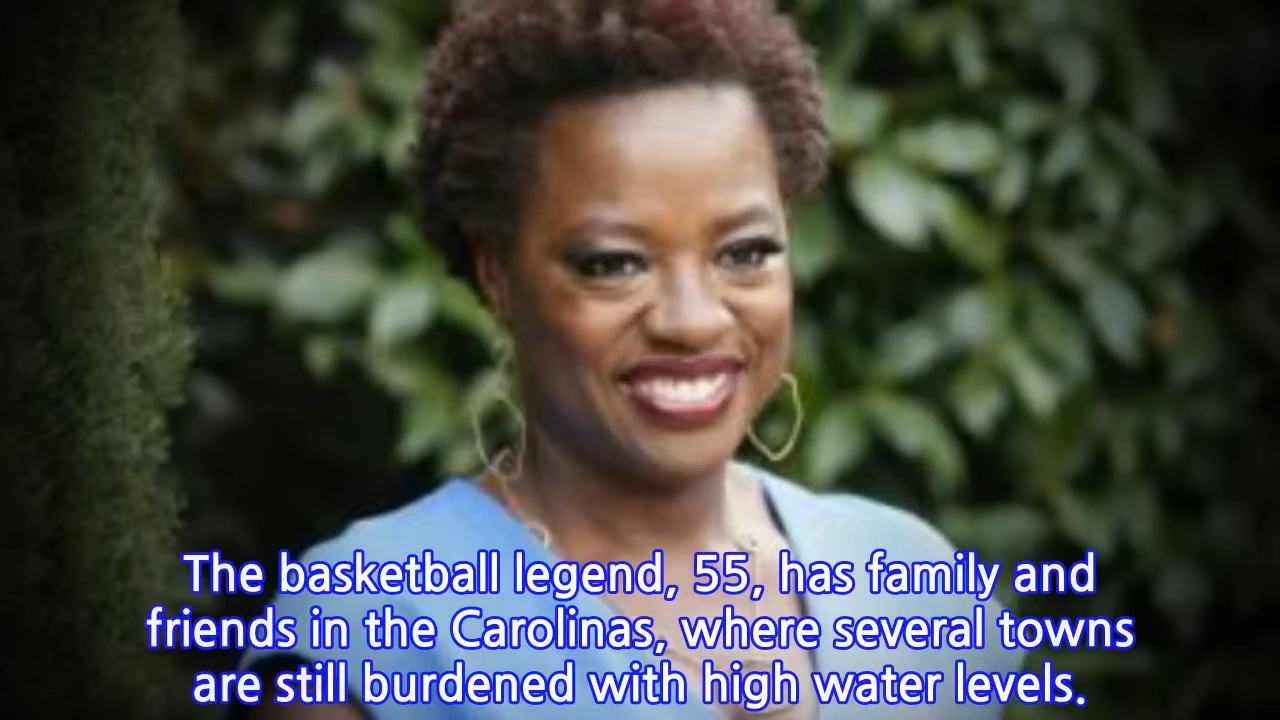 The basketball legend, 55, has family and
friends in the Carolinas, where several towns
are still burdened with high water levels.